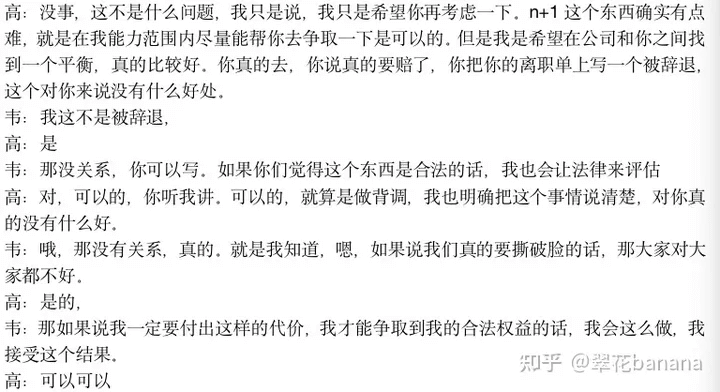 高：没事，这不是什么问题，我只是说，我只是希望你再考虑一下。n+1 这个东西确实有点
难，就是在我能力范围内尽量能帮你去争取一下是可以的。但是我是希望在公司和你之间找
到一个平衡，真的比较好。你真的去，你说真的要赔了，你把你的离职单上写一个被辞退，
这个对你来说没有什么好处。
韦：我这不是被辞退，
高：是
韦：那没关系，你可以写。如果你们觉得这个东西是合法的话，我也会让法律来评估
高：对，可以的，你听我讲。可以的，就算是做背调，我也明确把这个事情说清楚，对你真
的没有什么好。
韦：哦，那没有关系，真的。就是我知道，嗯，如果说我们真的要撕破脸的话，那大家对大
家都不好。
高：是的，
韦：那如果说我一定要付出这样的代价，我才能争取到我的合法权益的话，我会这么做，我
接受这个结果。
高：可以可以
知乎 @翠花banana